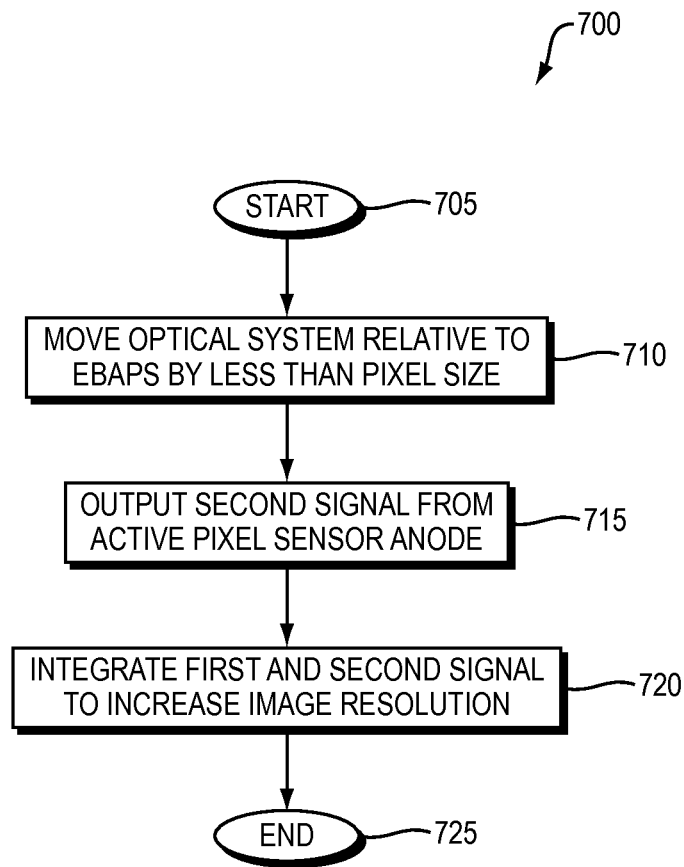 700
START
705
MOVE OPTICAL SYSTEM RELATIVE TO
EBAPS BY LESS THAN PIXEL SIZE
710
OUTPUT SECOND SIGNAL FROM
ACTIVE PIXEL SENSOR ANODE
715
INTEGRATE FIRST AND SECOND SIGNAL
TO INCREASE IMAGE RESOLUTION
720
END
725